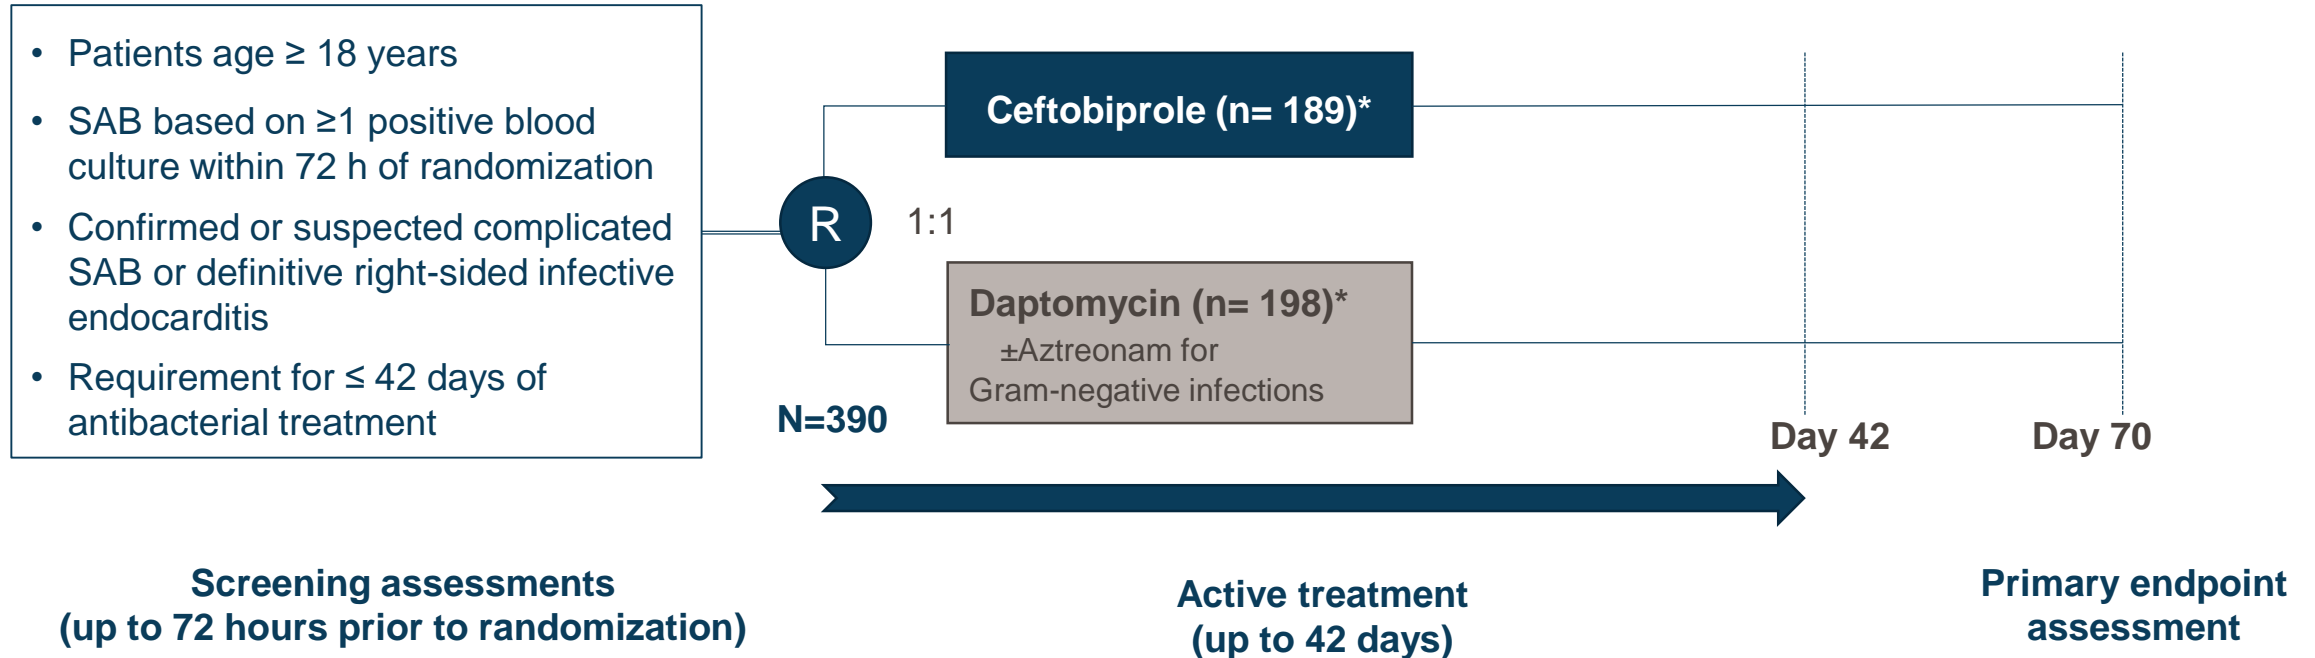 • Patients age ≥ 18 years
• SAB based on ≥1 positive blood
culture within 72 h of randomization
• Confirmed or suspected complicated
SAB or definitive right-sided infective
endocarditis
• Requirement for ≤ 42 days of
antibacterial treatment
R
1:1
N=390
Ceftobiprole (n= 189)*
Daptomycin (n= 198)*
±Aztreonam for
Gram-negative infections
Day 42
Day 70
Screening assessments
(up to 72 hours prior to randomization)
Active treatment
(up to 42 days)
Primary endpoint
assessment